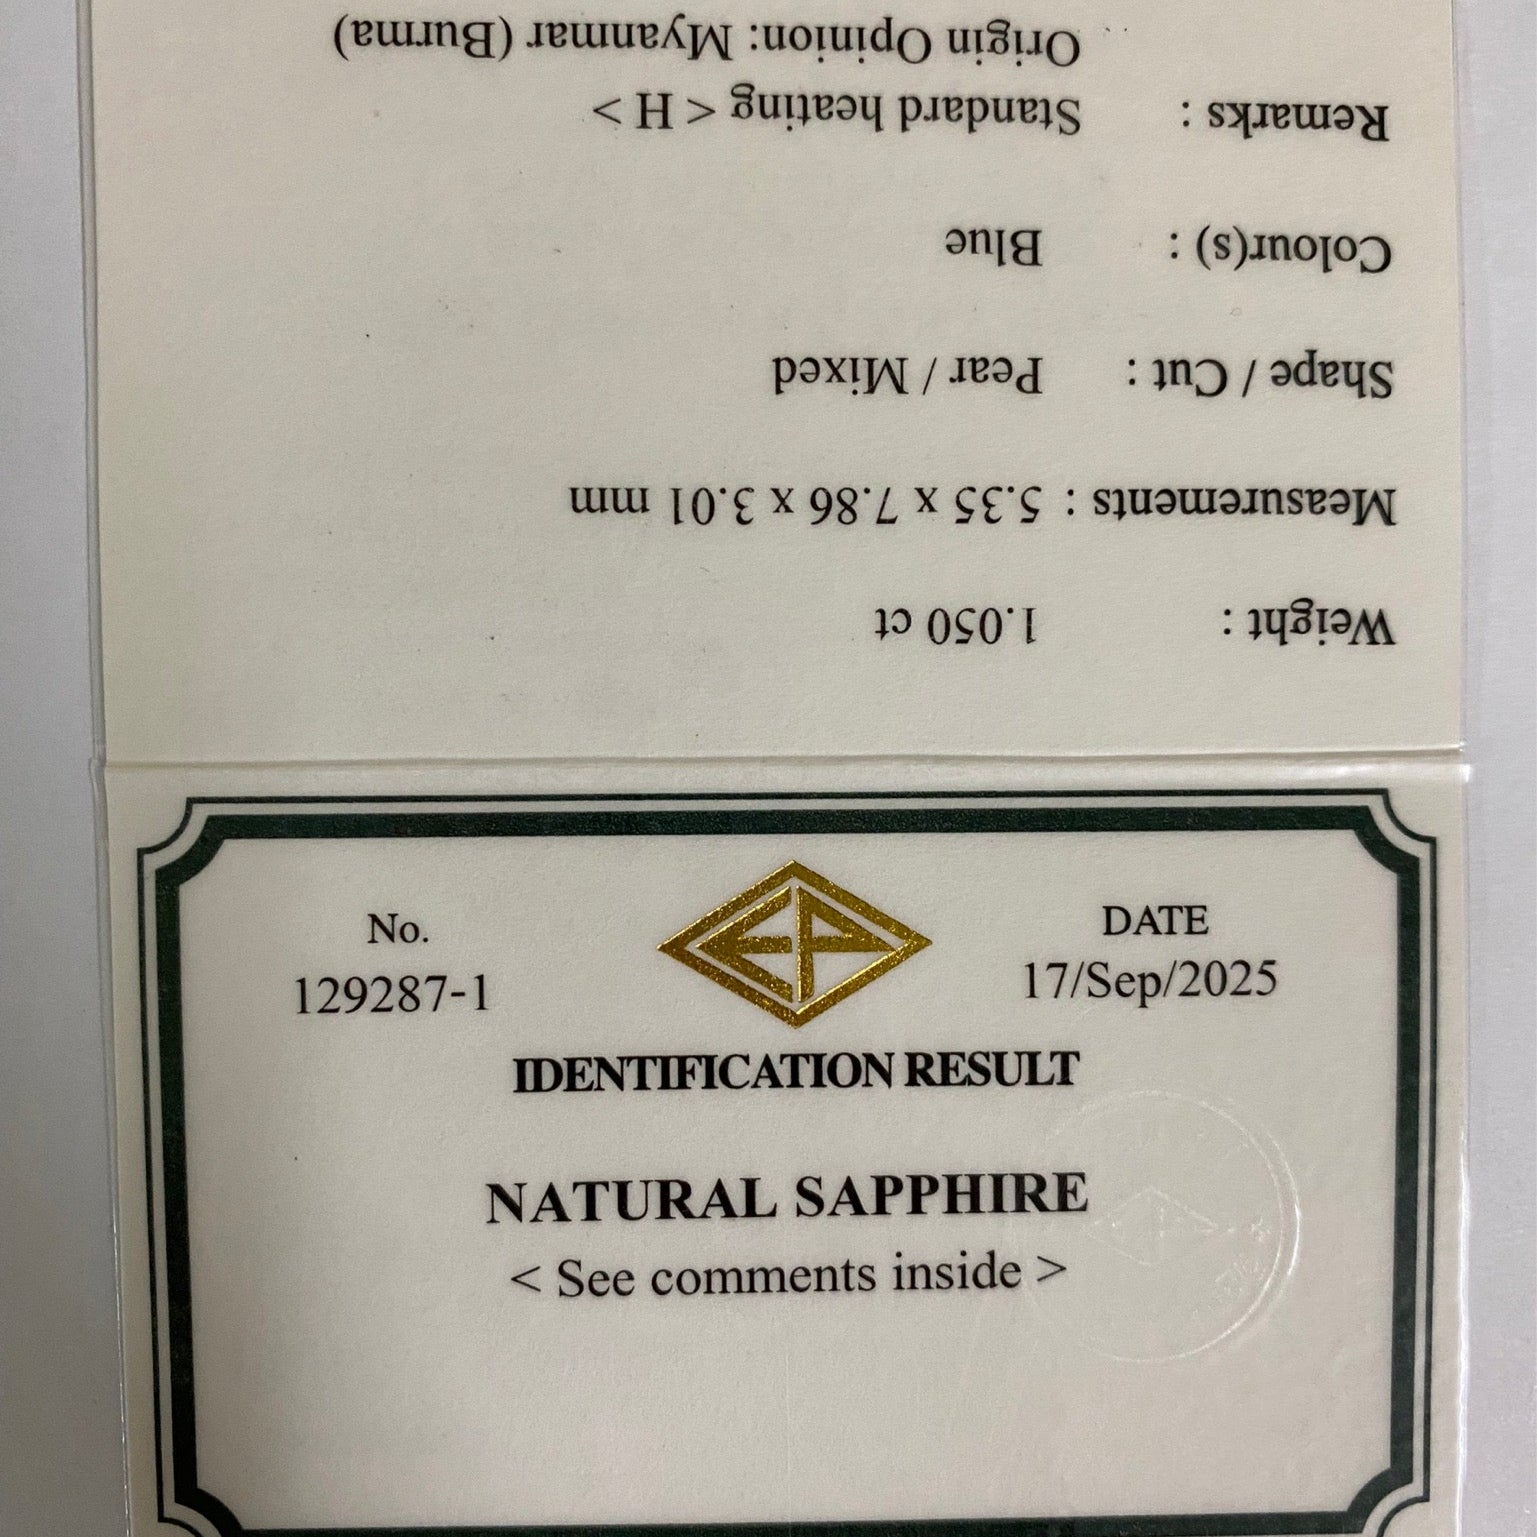 No.
129287-1
EP
DATE
17/Sep/2025
IDENTIFICATION RESULT
NATURAL SAPPHIRE
< See comments inside >
Weight : 1.050 ct
Measurements : 5.35 x 7.86 x 3.01 mm
Shape / Cut : Pear / Mixed
Colour(s) : Blue
Remarks : Standard heating < H >
Origin Opinion: Myanmar (Burma)